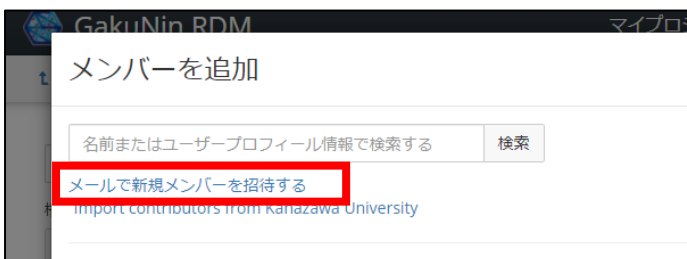 GakuNin RDM
マイプロ
メンバーを追加
名前またはユーザープロフィール情報で検索する 検索
メールで新規メンバーを招待する
Import contributors from Kanazawa University